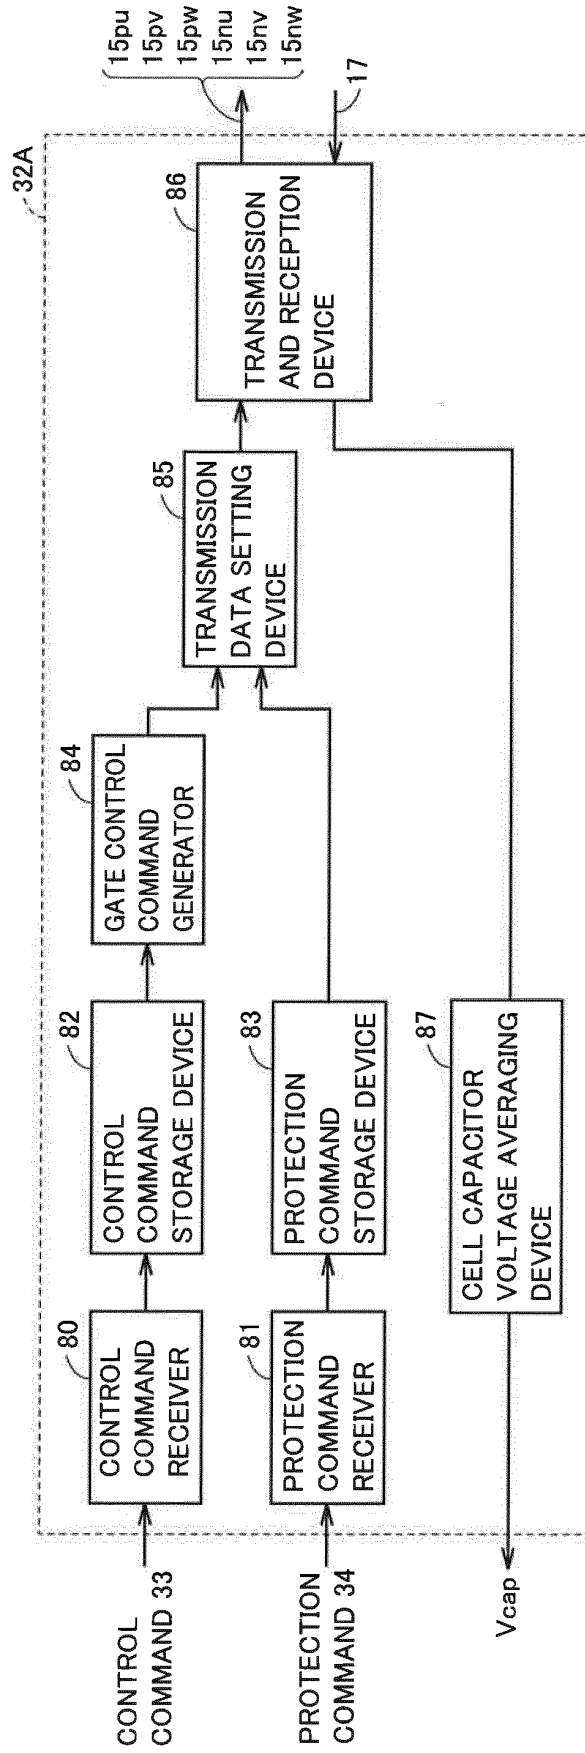 32A
CONTROL
COMMAND 33
80
CONTROL
COMMAND
RECEIVER
82
CONTROL
COMMAND
STORAGE DEVICE
84
GATE CONTROL
COMMAND
GENERATOR
PROTECTION
COMMAND 34
81
PROTECTION
COMMAND
RECEIVER
83
PROTECTION
COMMAND
STORAGE DEVICE
85
TRANSMISSION
DATA SETTING
DEVICE
86
TRANSMISSION
AND RECEPTION
DEVICE
15pu
15pv
15pw
15nu
15nv
15nw
17
87
CELL CAPACITOR
VOLTAGE AVERAGING
DEVICE
Vcap